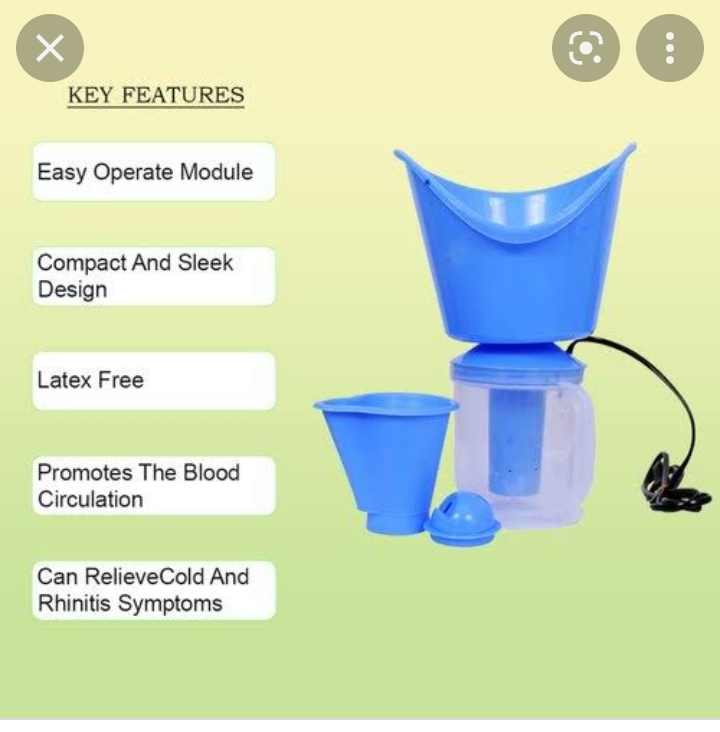 KEY FEATURES
Easy Operate Module
Compact And Sleek
Design
Latex Free
Promotes The Blood
Circulation
Can RelieveCold And
Rhinitis Symptoms